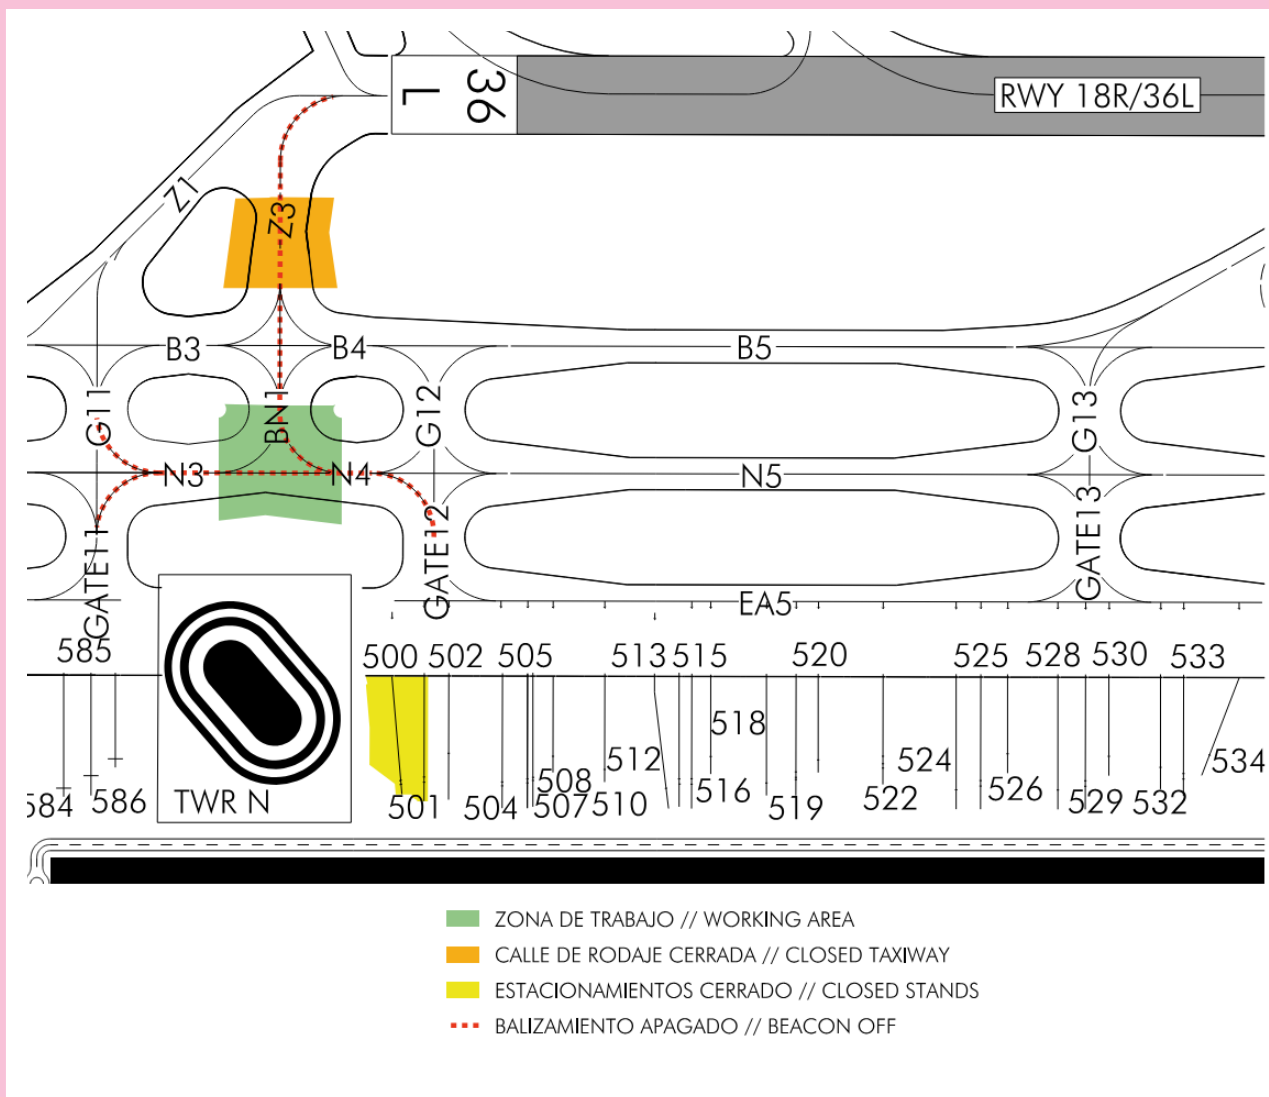 36
L
RWY 18R/36L
Z1
Z3
B3
B4
B5
G11
BN1
G12
G13
N3
N4
N5
GATE11
GATE12
GATE13
EA5
585
500
502
505
513
515
520
525
528
530
533
518
512
524
534
508
516
526
584
586
TWR N
501
504
507
510
519
522
529
532
ZONA DE TRABAJO // WORKING AREA
CALLE DE RODAJE CERRADA // CLOSED TAXIWAY
ESTACIONAMIENTOS CERRADO // CLOSED STANDS
BALIZAMIENTO APAGADO // BEACON OFF